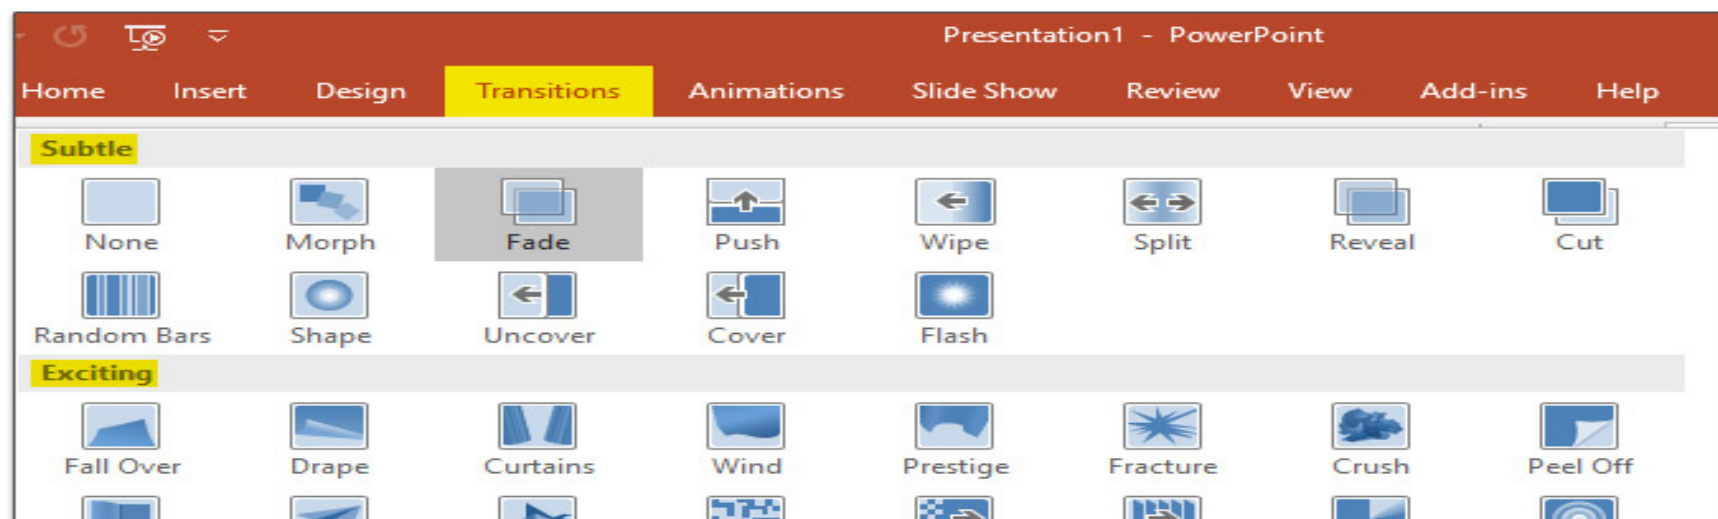 Presentation1 - PowerPoint
Home Insert Design Transitions Animations Slide Show Review View Add-ins Help
Subtle
None Morph Fade Push Wipe Split Reveal Cut
Random Bars Shape Uncover Cover Flash
Exciting
Fall Over Drape Curtains Wind Prestige Fracture Crush Peel Off